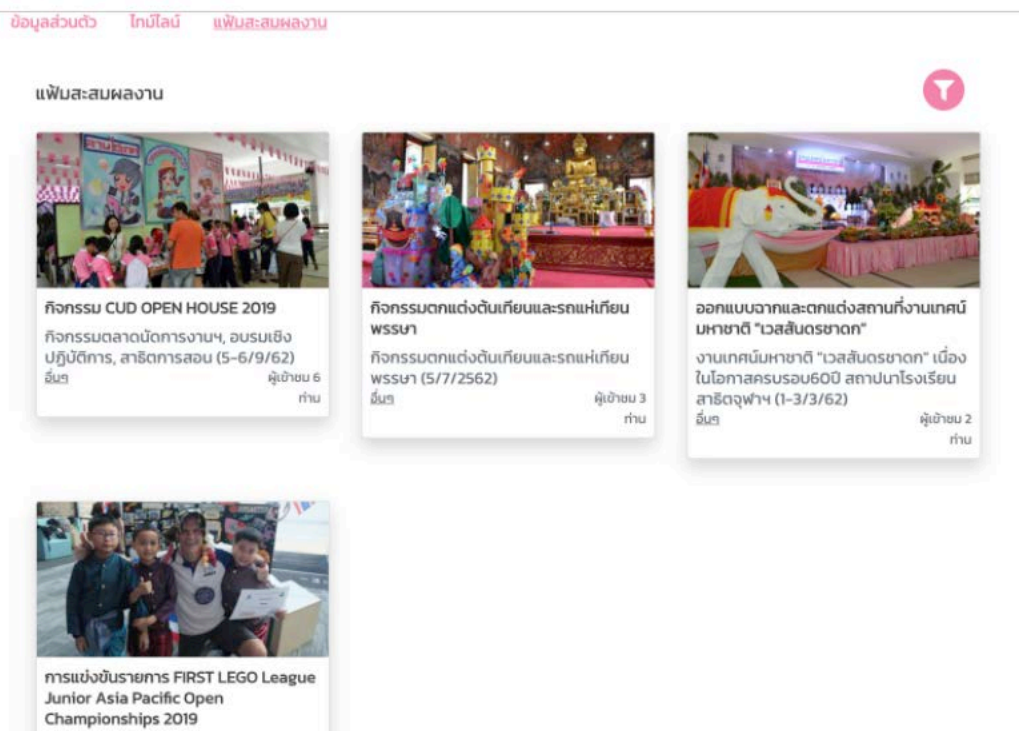 ข้อมูลส่วนตัว ไทม์ไลน์ แฟ้มสะสมผลงาน
แฟ้มสะสมผลงาน
กิจกรรม CUD OPEN HOUSE 2019
กิจกรรมตลาดนัดการงานฯ, อบรมเชิง
ปฏิบัติการ, สาธิตการสอน (5-6/9/62)
อื่นๆ ผู้เข้าชม 6
ท่าน
กิจกรรมตกแต่งต้นเทียนและรถแห่เทียน
พรรษา
กิจกรรมตกแต่งต้นเทียนและรถแห่เทียน
พรรษา (5/7/2562)
อื่นๆ ผู้เข้าชม 3
ท่าน
ออกแบบฉากและตกแต่งสถานที่งานเทศน์
มหาชาติ "เวสสันดรชาดก"
งานเทศน์มหาชาติ "เวสสันดรชาดก" เนื่อง
ในโอกาสครบรอบ60ปี สถาปนาโรงเรียน
สาธิตจุฬาฯ (1-3/3/62)
อื่นๆ ผู้เข้าชม 2
ท่าน
การแข่งขันรายการ FIRST LEGO League
Junior Asia Pacific Open
Championships 2019